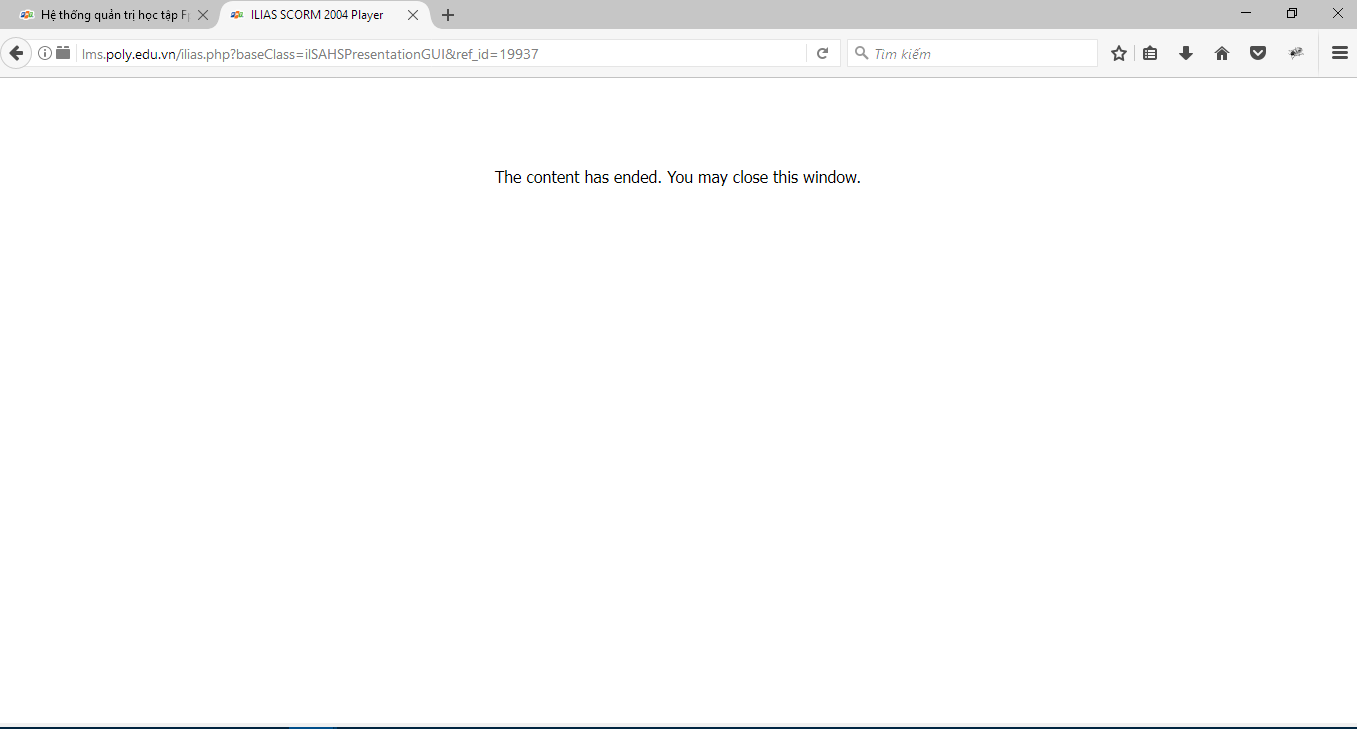 Hệ thống quản trị học tập Fp
ILIAS SCORM 2004 Player
lms.poly.edu.vn/ilias.php?baseClass=ilSAHSPresentationGUI&ref_id=19937
Tìm kiếm
The content has ended. You may close this window.